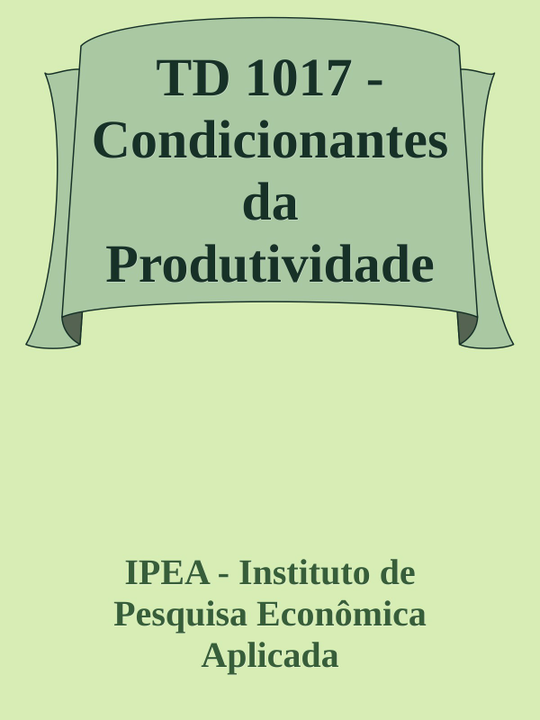 TD 1017 -
Condicionantes
da
Produtividade
IPEA - Instituto de
Pesquisa Econômica
Aplicada